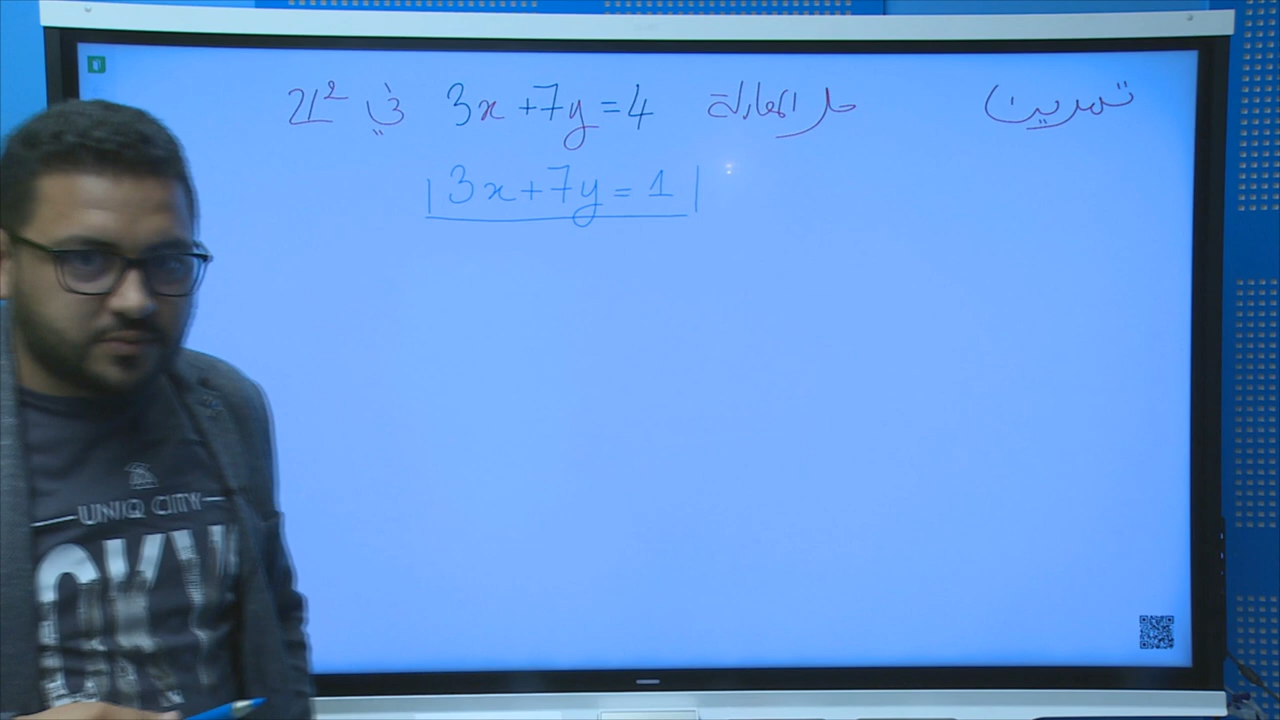 تمرين حل المعادلة 3x+7y=4 في ℤ²
3x+7y=1
UNIQ CITY